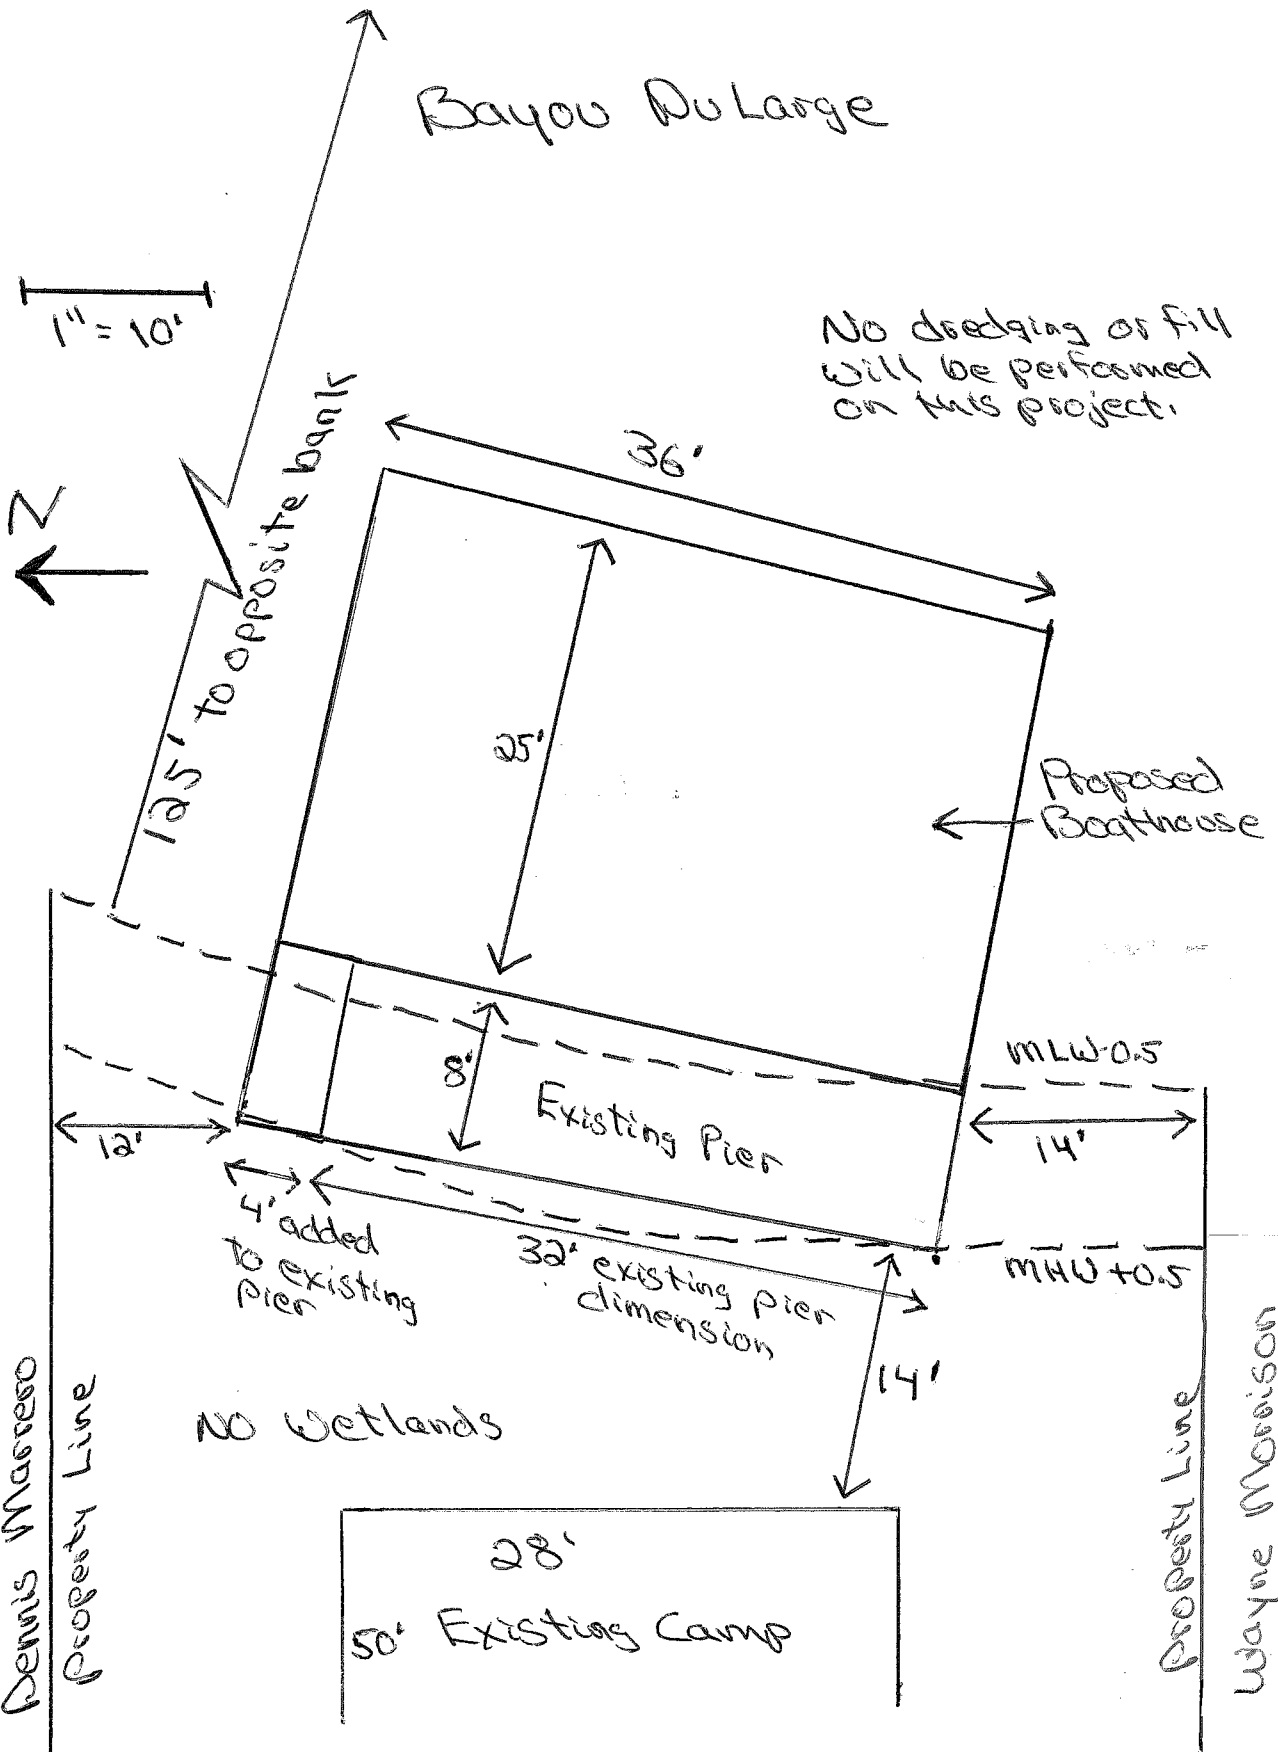 Bayou DuLarge
1" = 10'
No dredging or fill
will be performed
on this project.
36'
N
125' to opposite bank
25'
Proposed
Boathouse
MLW-0.5
8'
Existing Pier
12'
14'
4' added
to existing
Pier
32' existing pier
dimension
MHW+0.5
14'
No Wetlands
Dennis Marrero
Property Line
Property Line
Wayne Morrison
28'
50' Existing Camp